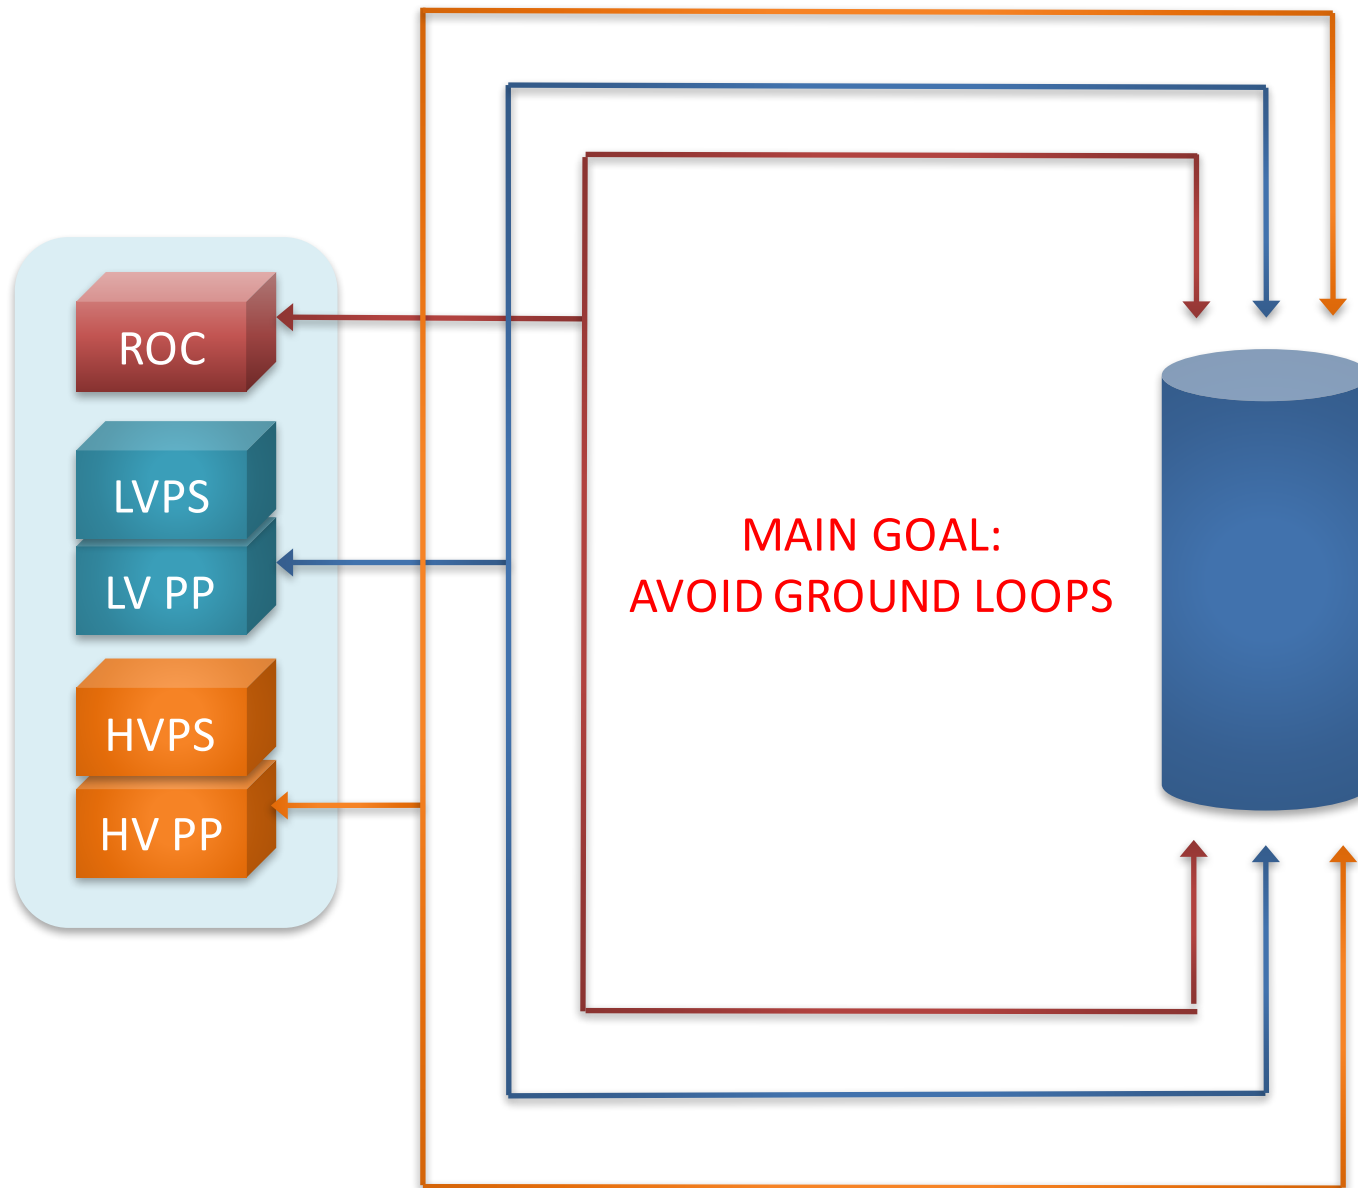 ROC
LVPS
LV PP
HVPS
HV PP
MAIN GOAL:
AVOID GROUND LOOPS